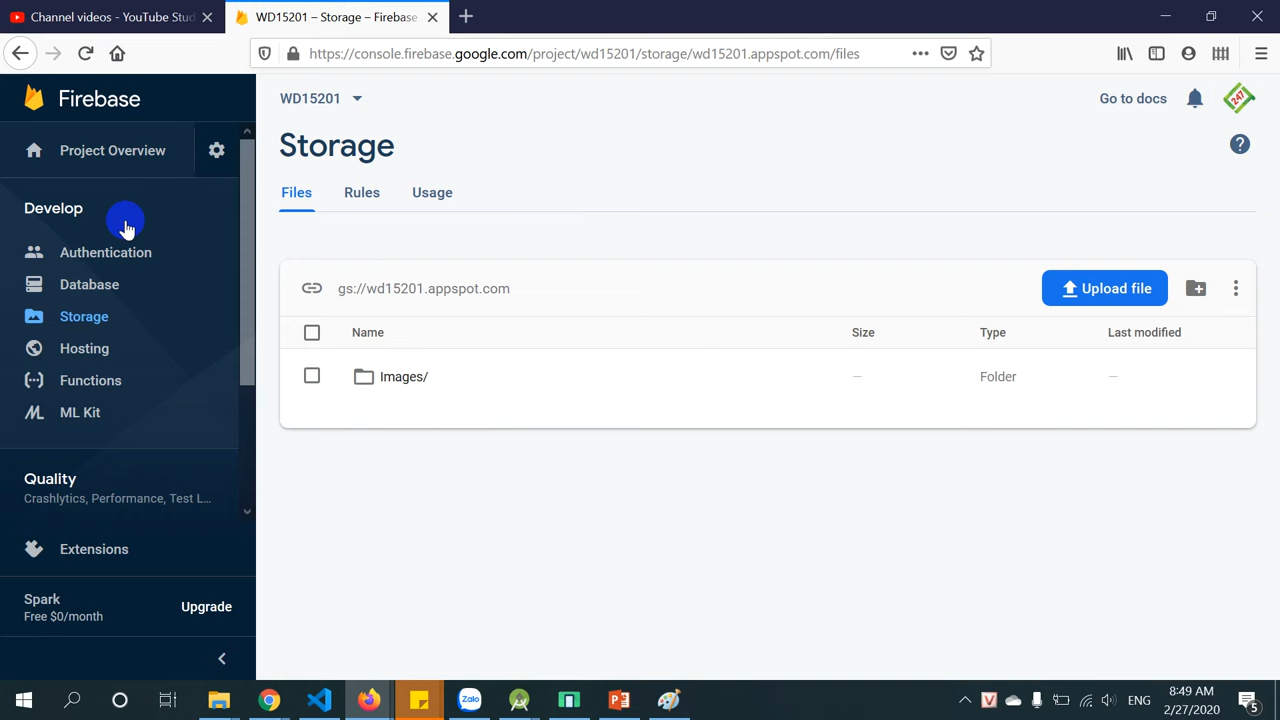 Channel videos - YouTube Stud
WD15201 – Storage – Firebase
https://console.firebase.google.com/project/wd15201/storage/wd15201.appspot.com/files
Firebase
WD15201
Go to docs
247
Project Overview
Storage
Files Rules Usage
Develop
Authentication
Database
Storage
Hosting
Functions
ML Kit
gs://wd15201.appspot.com
Upload file
Name Size Type Last modified
Images/ — Folder —
Quality
Crashlytics, Performance, Test L...
Extensions
Spark
Free $0/month
Upgrade
Zalo
ENG
8:49 AM
2/27/2020
5